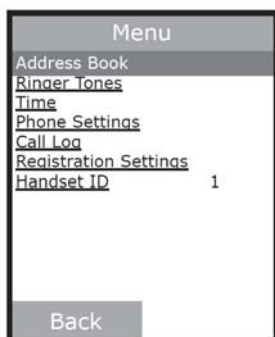 Menu
Address Book
Ringer Tones
Time
Phone Settings
Call Log
Registration Settings
Handset ID 1
Back